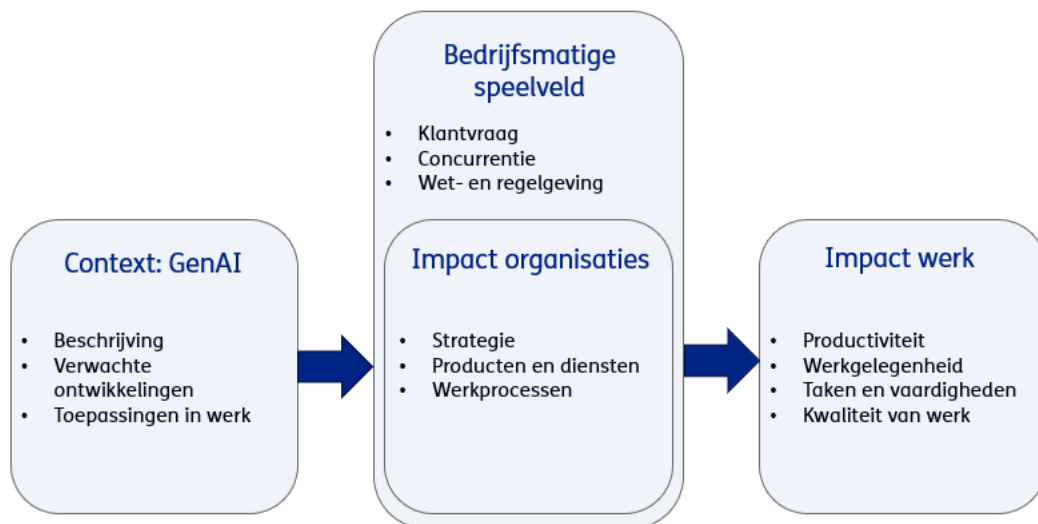 Context: GenAI
• Beschrijving
• Verwachte
ontwikkelingen
• Toepassingen in werk
Bedrijfsmatige
speelveld
• Klantvraag
• Concurrentie
• Wet- en regelgeving
Impact organisaties
• Strategie
• Producten en diensten
• Werkprocessen
Impact werk
• Productiviteit
• Werkgelegenheid
• Taken en vaardigheden
• Kwaliteit van werk